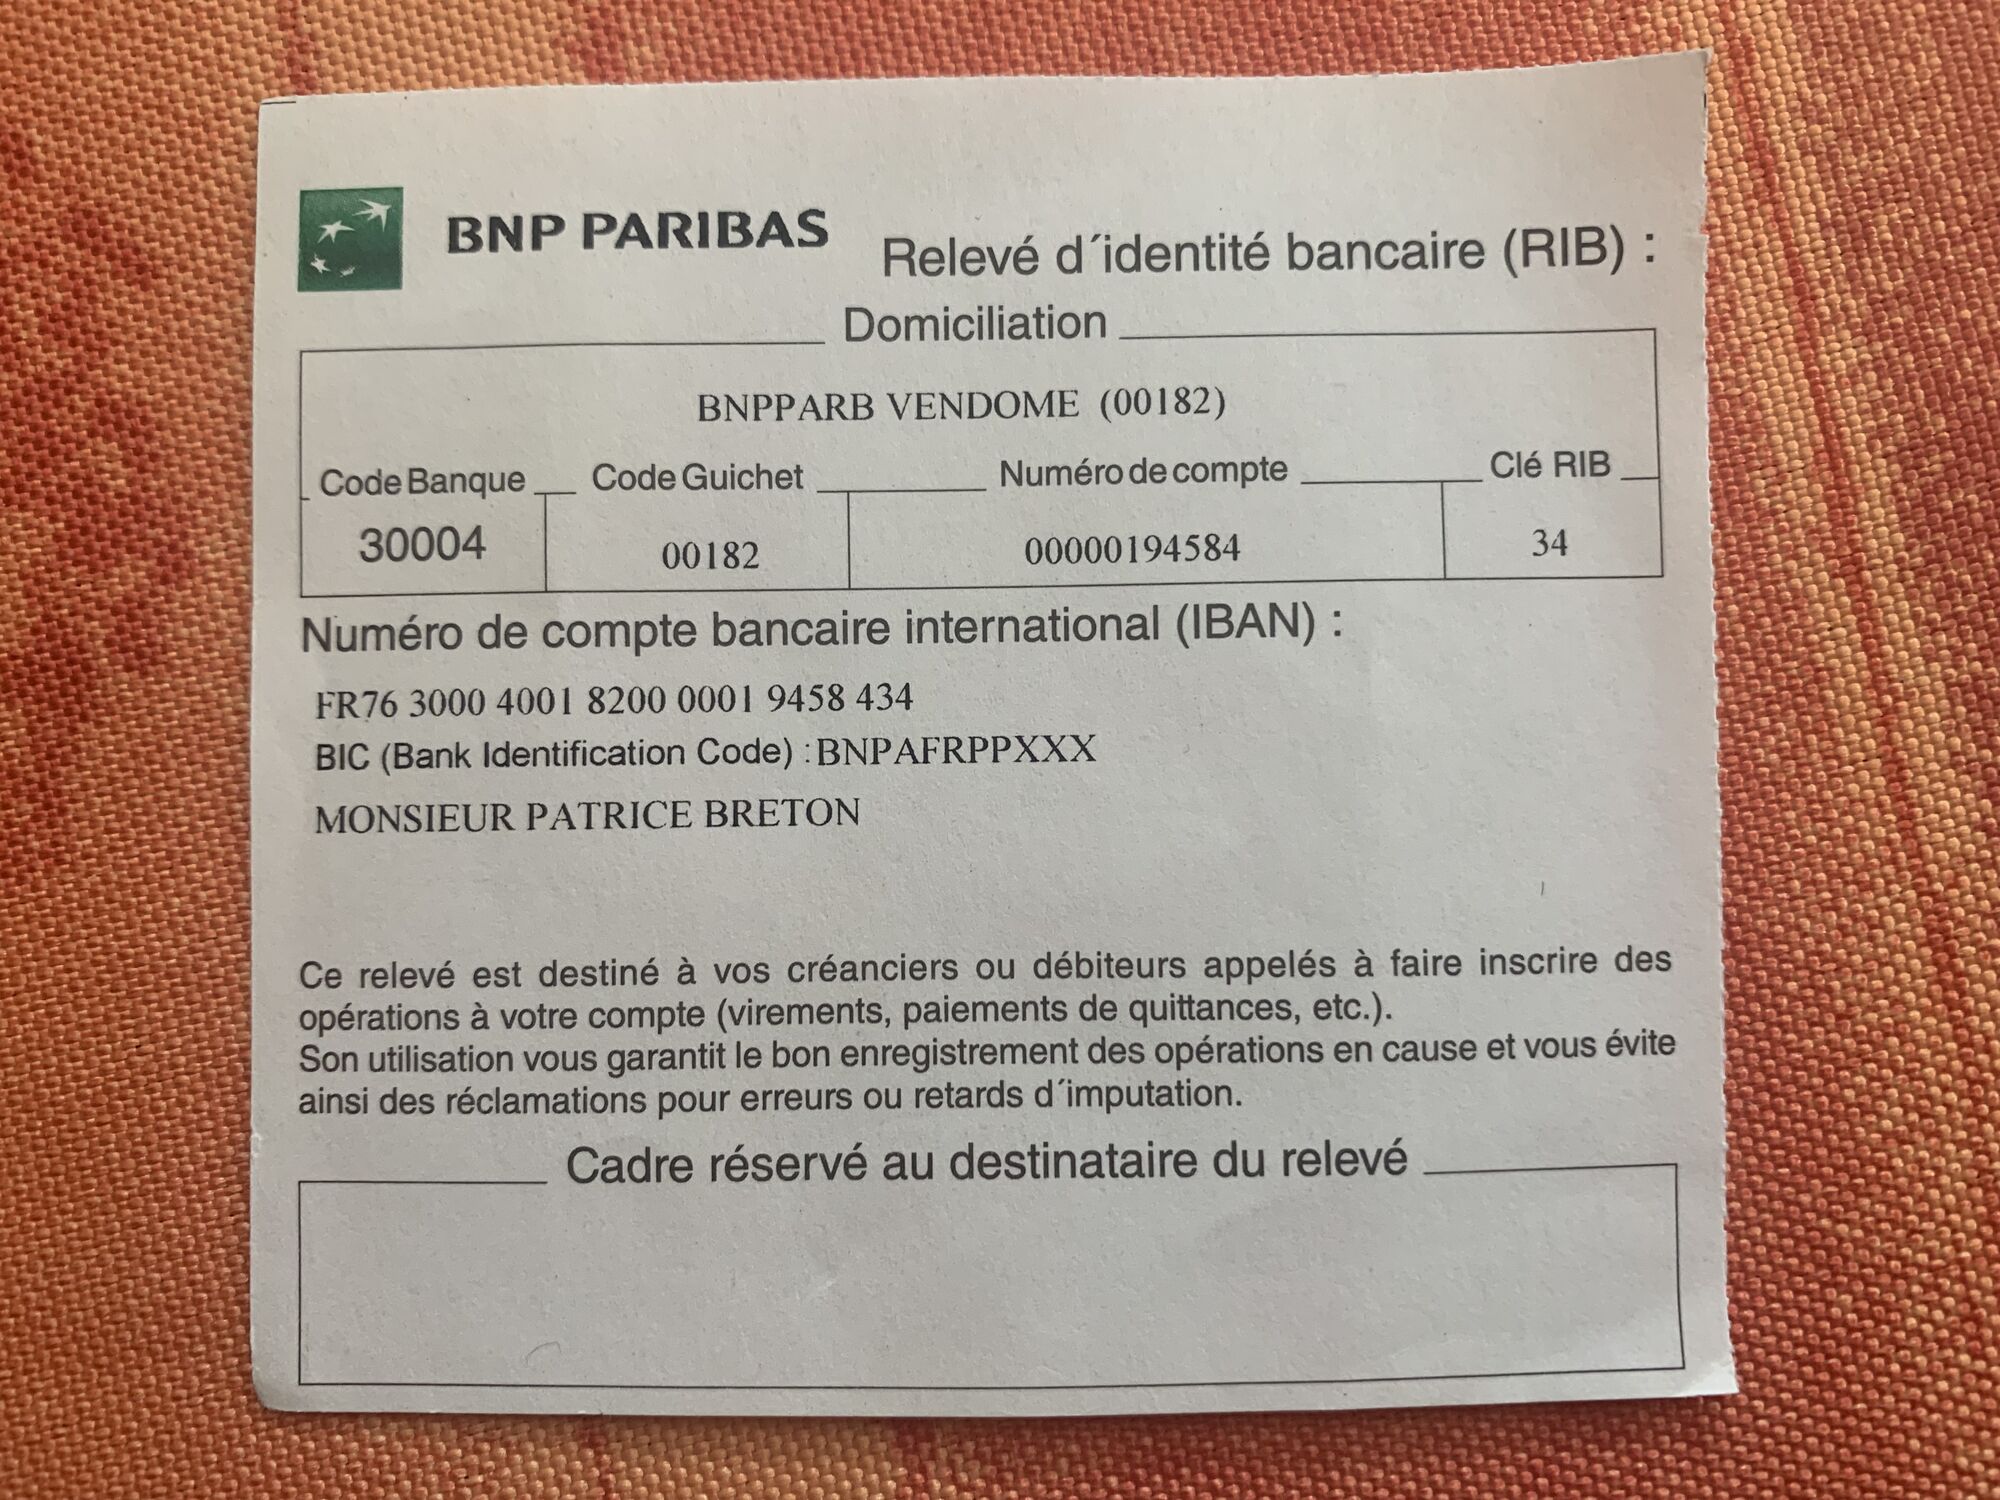 BNP PARIBAS
Relevé d´identité bancaire (RIB) :
Domiciliation
BNPPARB VENDOME (00182)
Code Banque Code Guichet Numéro de compte Clé RIB
30004 00182 00000194584 34
Numéro de compte bancaire international (IBAN) :
FR76 3000 4001 8200 0001 9458 434
BIC (Bank Identification Code) : BNPAFRPPXXX
MONSIEUR PATRICE BRETON
Ce relevé est destiné à vos créanciers ou débiteurs appelés à faire inscrire des
opérations à votre compte (virements, paiements de quittances, etc.).
Son utilisation vous garantit le bon enregistrement des opérations en cause et vous évite
ainsi des réclamations pour erreurs ou retards d´imputation.
Cadre réservé au destinataire du relevé